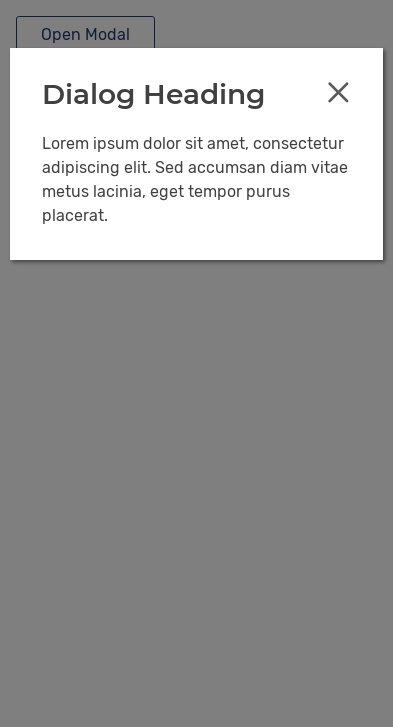 Open Modal
Dialog Heading
Lorem ipsum dolor sit amet, consectetur
adipiscing elit. Sed accumsan diam vitae
metus lacinia, eget tempor purus
placerat.